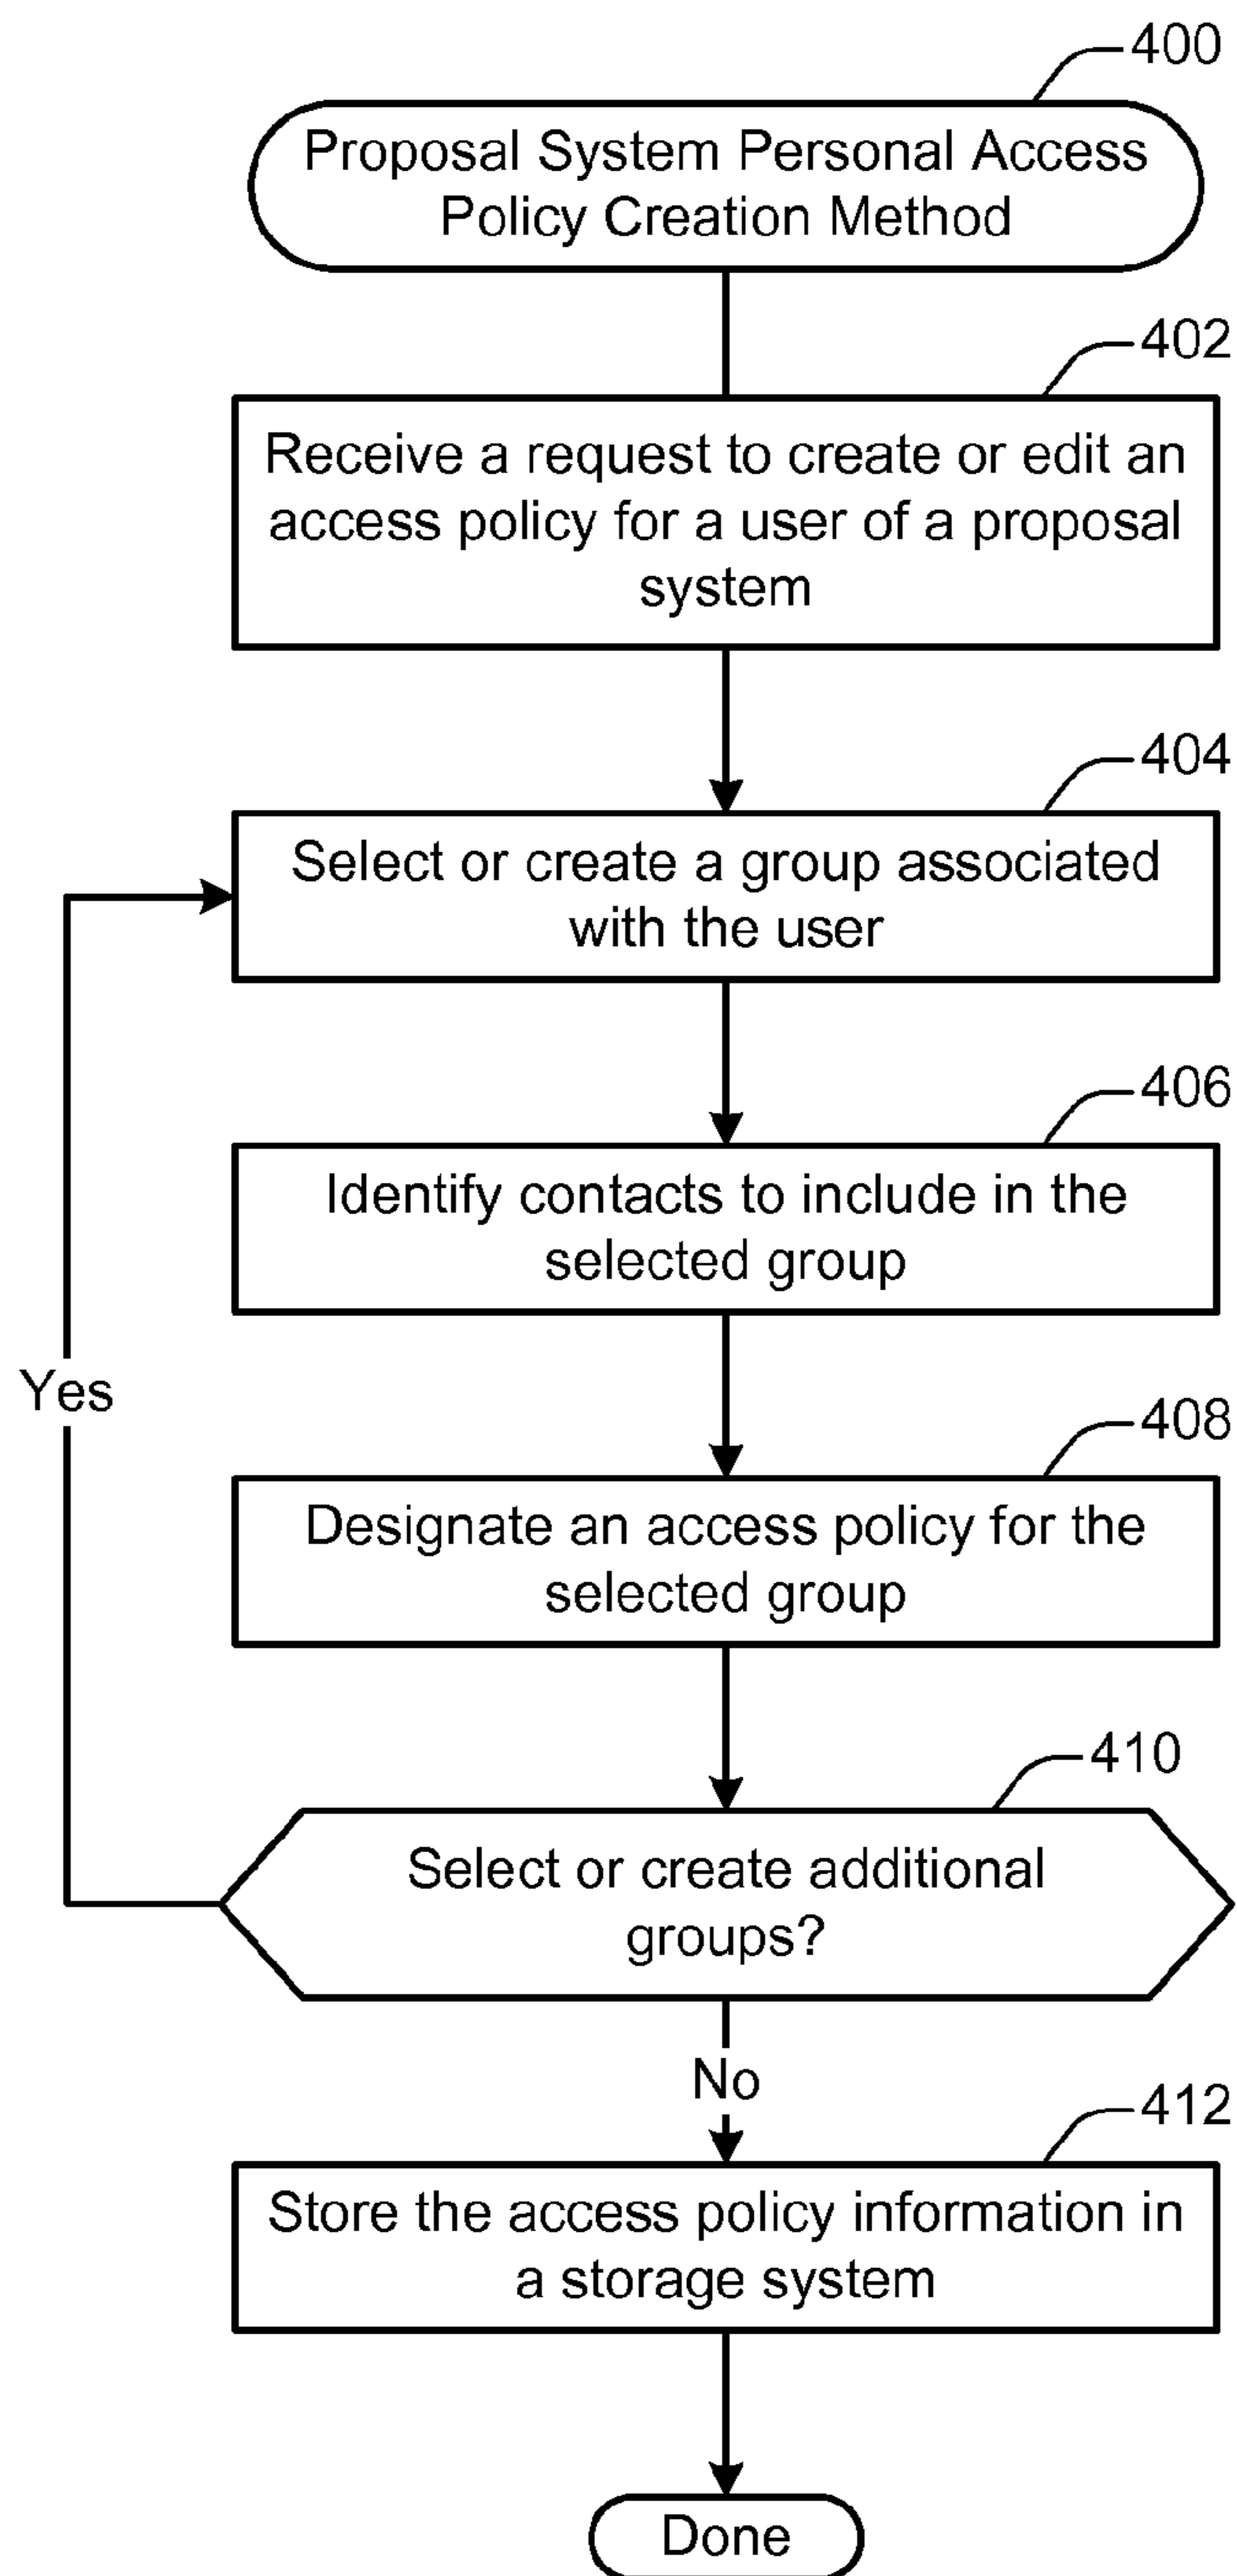 400
Proposal System Personal Access
Policy Creation Method
402
Receive a request to create or edit an
access policy for a user of a proposal
system
404
Select or create a group associated
with the user
406
Identify contacts to include in the
selected group
Yes
408
Designate an access policy for the
selected group
410
Select or create additional
groups?
No
412
Store the access policy information in
a storage system
Done